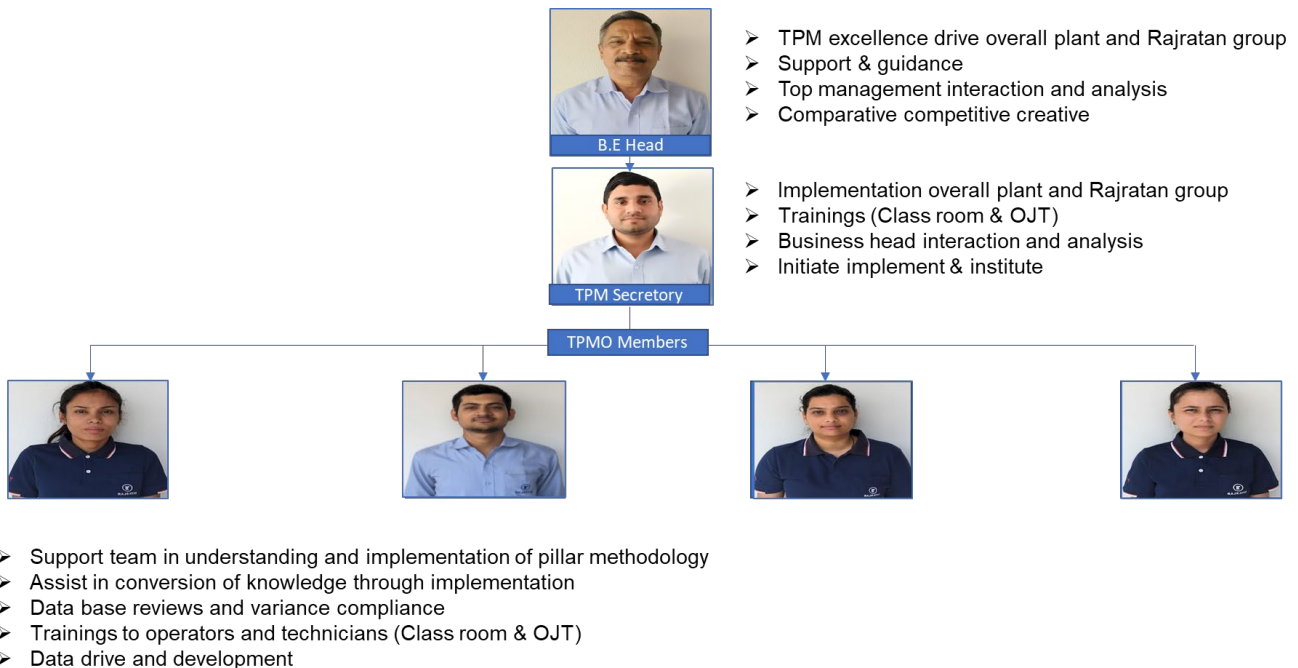 TPM excellence drive overall plant and Rajratan group
Support & guidance
Top management interaction and analysis
Comparative competitive creative
B.E Head
Implementation overall plant and Rajratan group
Trainings (Class room & OJT)
Business head interaction and analysis
Initiate implement & institute
TPM Secretory
TPMO Members
Support team in understanding and implementation of pillar methodology
Assist in conversion of knowledge through implementation
Data base reviews and variance compliance
Trainings to operators and technicians (Class room & OJT)
Data drive and development